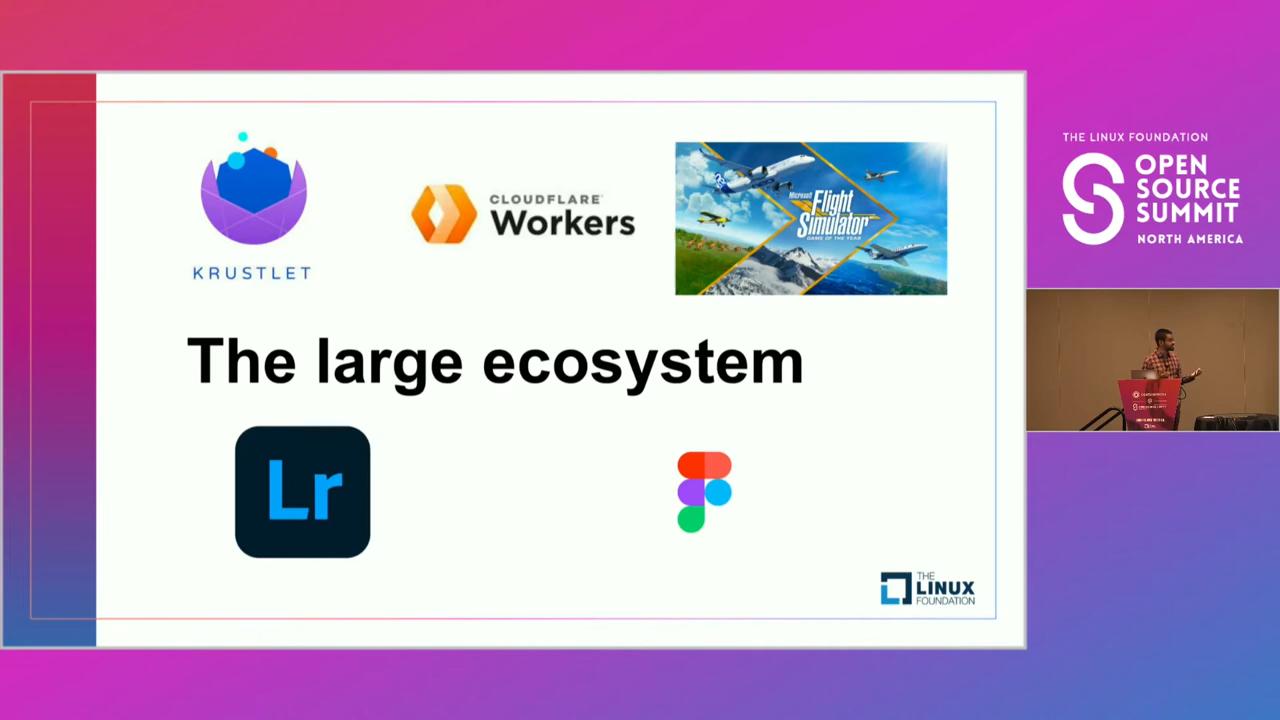 KRUSTLET
CLOUDFLARE
Workers
Microsoft
Flight
Simulator
GAME OF THE YEAR
The large ecosystem
Lr
THE
LINUX
FOUNDATION
THE LINUX FOUNDATION
OPEN
SOURCE
SUMMIT
NORTH AMERICA